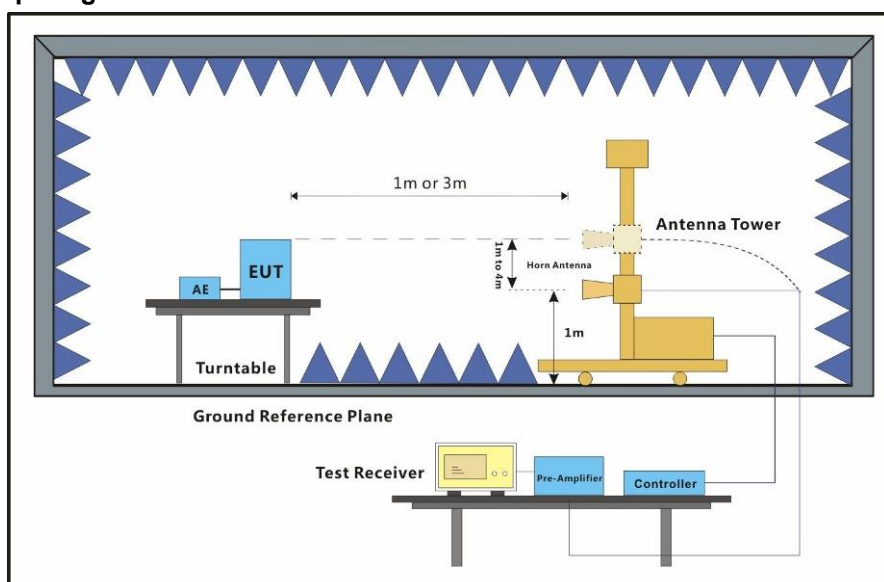 1m or 3m
Antenna Tower
1m to 4m
Horn Antenna
EUT
AE
1m
Turntable
Ground Reference Plane
Test Receiver
Pre-Amplifier
Controller